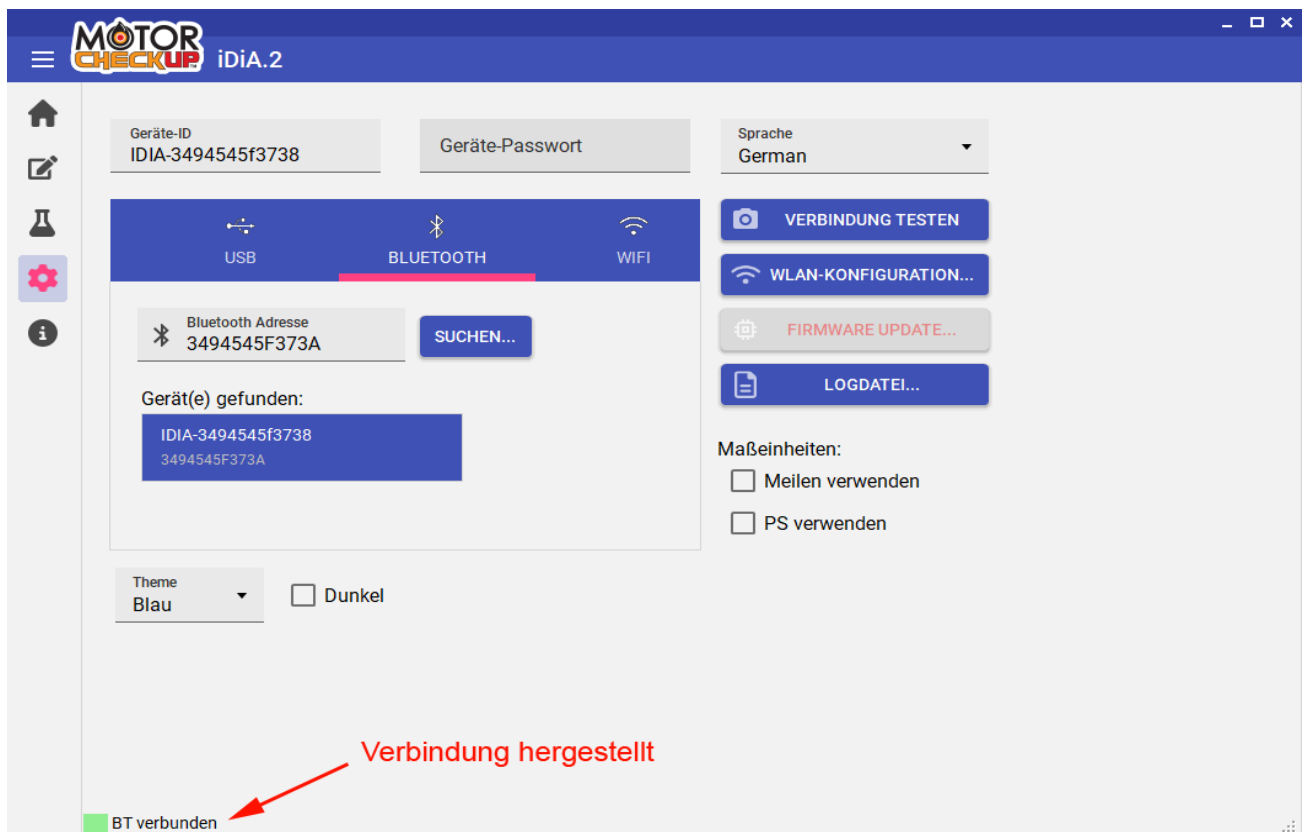 MOTOR
CHECKUP
iDiA.2
Geräte-ID
IDIA-3494545f3738
Geräte-Passwort
Sprache
German
USB
BLUETOOTH
WIFI
Bluetooth Adresse
3494545F373A
SUCHEN...
Gerät(e) gefunden:
IDIA-3494545f3738
3494545F373A
VERBINDUNG TESTEN
WLAN-KONFIGURATION...
FIRMWARE UPDATE...
LOGDATEI...
Maßeinheiten:
Meilen verwenden
PS verwenden
Theme
Blau
Dunkel
Verbindung hergestellt
BT verbunden